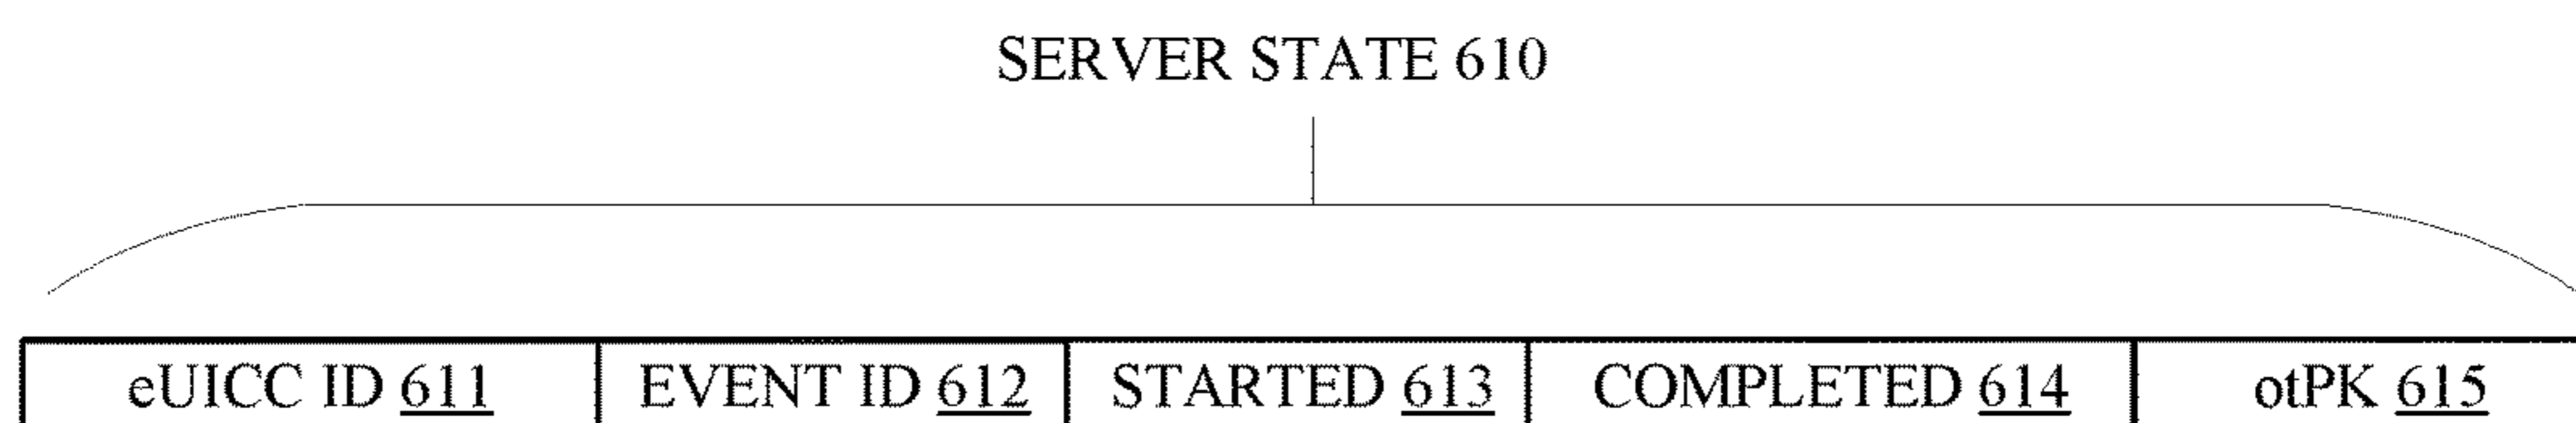 SERVER STATE 610
eUICC ID 611 EVENT ID 612 STARTED 613 COMPLETED 614 otPK 615